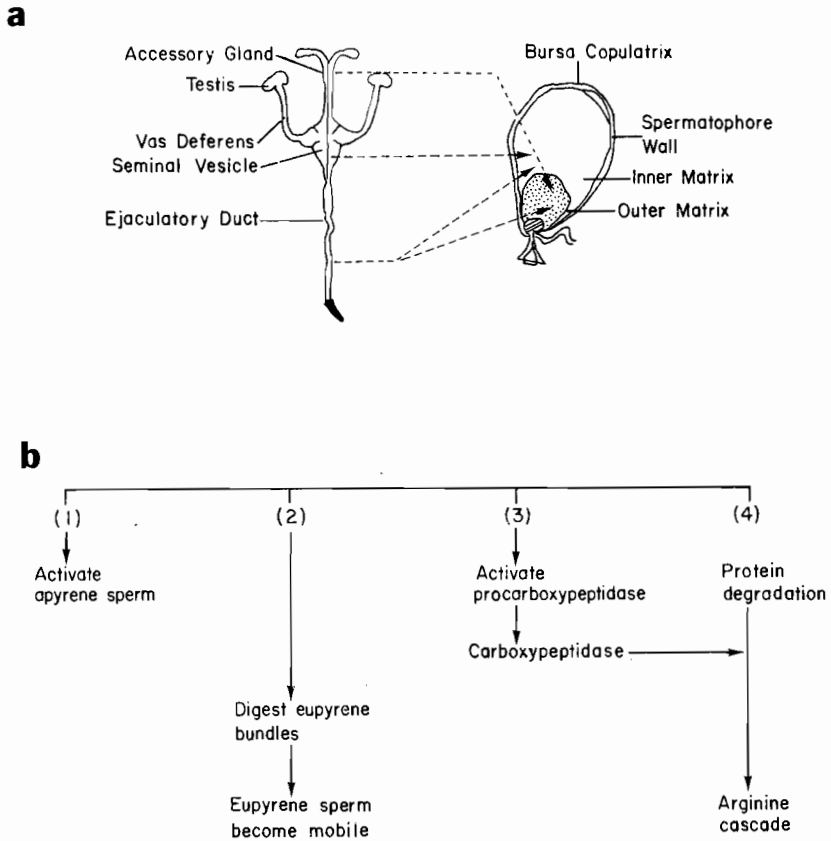 a
Accessory Gland
Testis
Vas Deferens
Seminal Vesicle
Ejaculatory Duct
Bursa Copulatrix
Spermatophore
Wall
Inner Matrix
Outer Matrix
b
(1)
Activate
apyrene sperm
(2)
Digest eupyrene
bundles
Eupyrene sperm
become mobile
(3)
Activate
procarboxypeptidase
Carboxypeptidase
(4)
Protein
degradation
Arginine
cascade